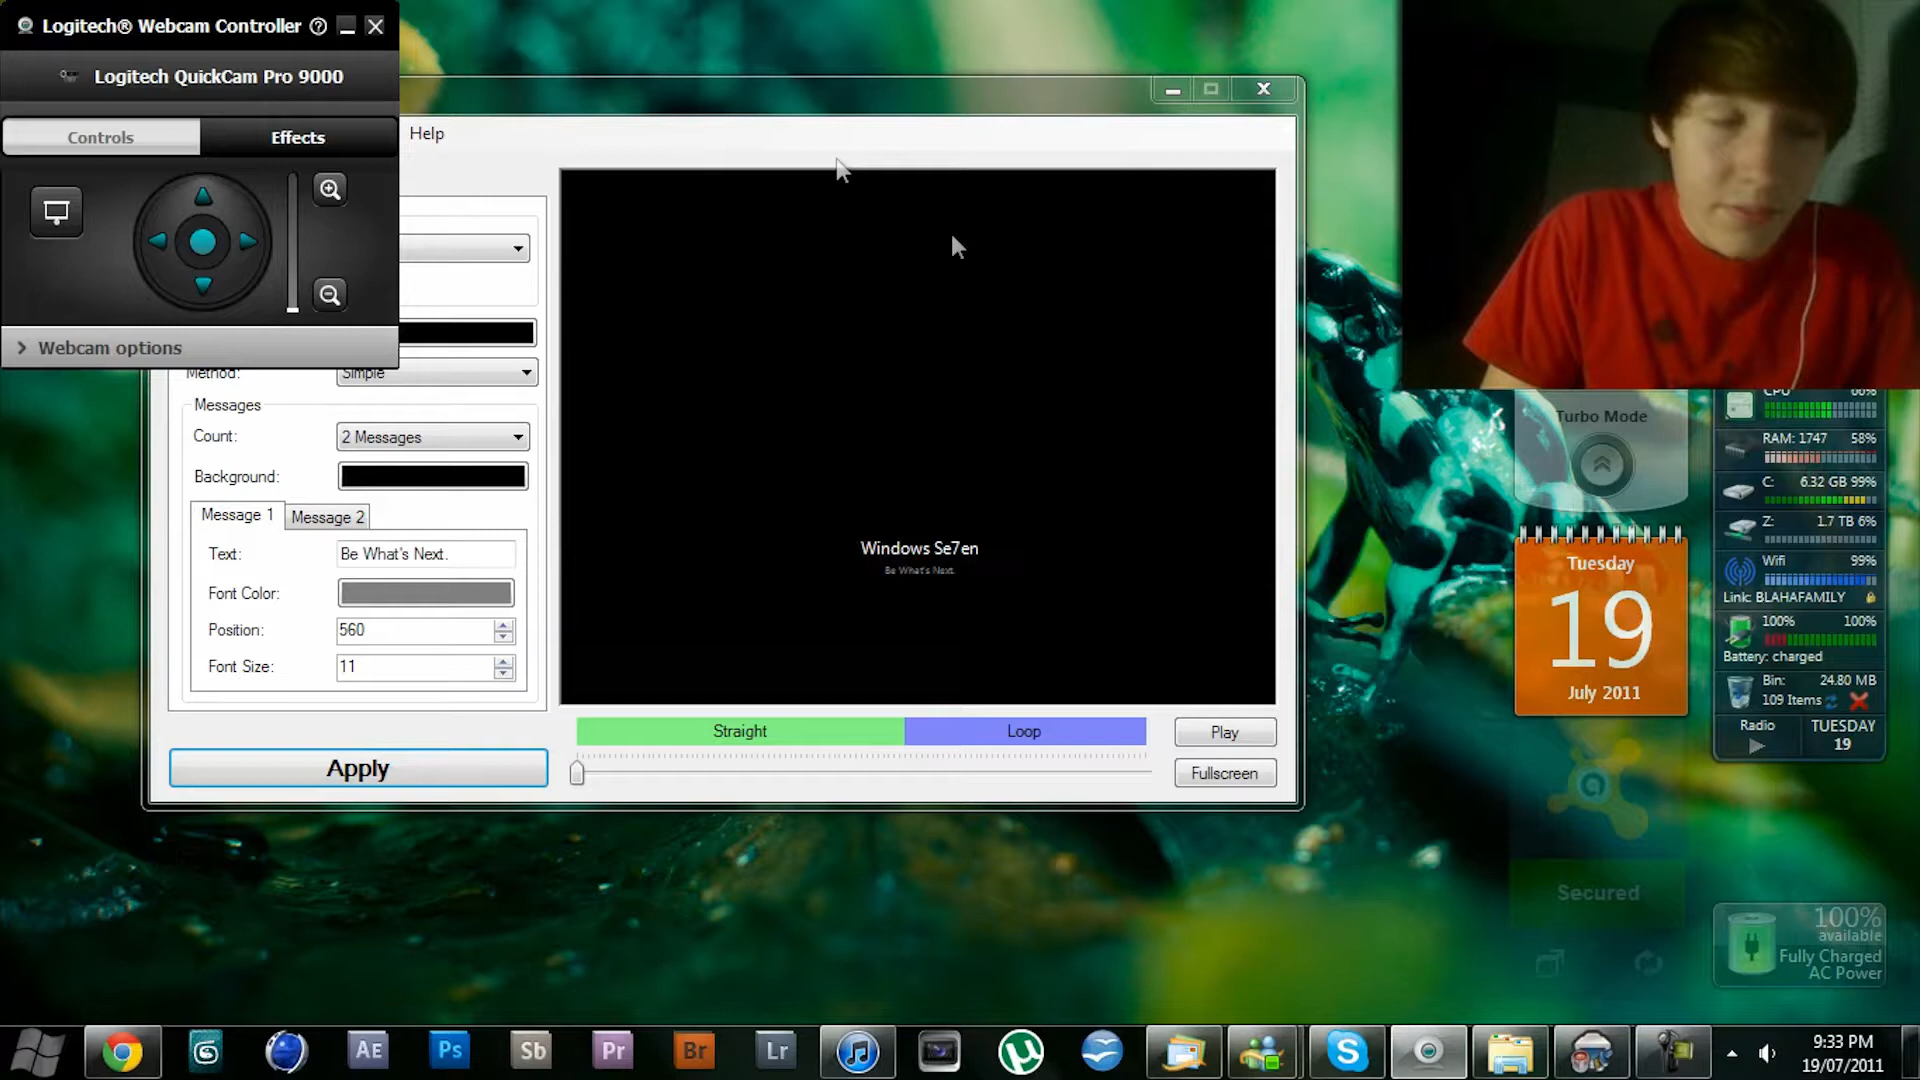 Logitech® Webcam Controller
Logitech QuickCam Pro 9000
Controls
Effects
Webcam options
Help
Method:
Simple
Messages
Count:
2 Messages
Background:
Message 1
Message 2
Text:
Be What's Next.
Font Color:
Position:
560
Font Size:
11
Apply
Windows Se7en
Be What's Next.
Straight
Loop
Play
Fullscreen
Turbo Mode
Tuesday
19
July 2011
Secured
CPU 66%
RAM: 1747 58%
C: 6.32 GB 99%
Z: 1.7 TB 6%
Wifi 99%
Link: BLAHAFAMILY
100% 100%
Battery: charged
Bin: 24.80 MB
109 Items
Radio
TUESDAY
19
100%
available
Fully Charged
AC Power
AE
Ps
Sb
Pr
Br
Lr
9:33 PM
19/07/2011